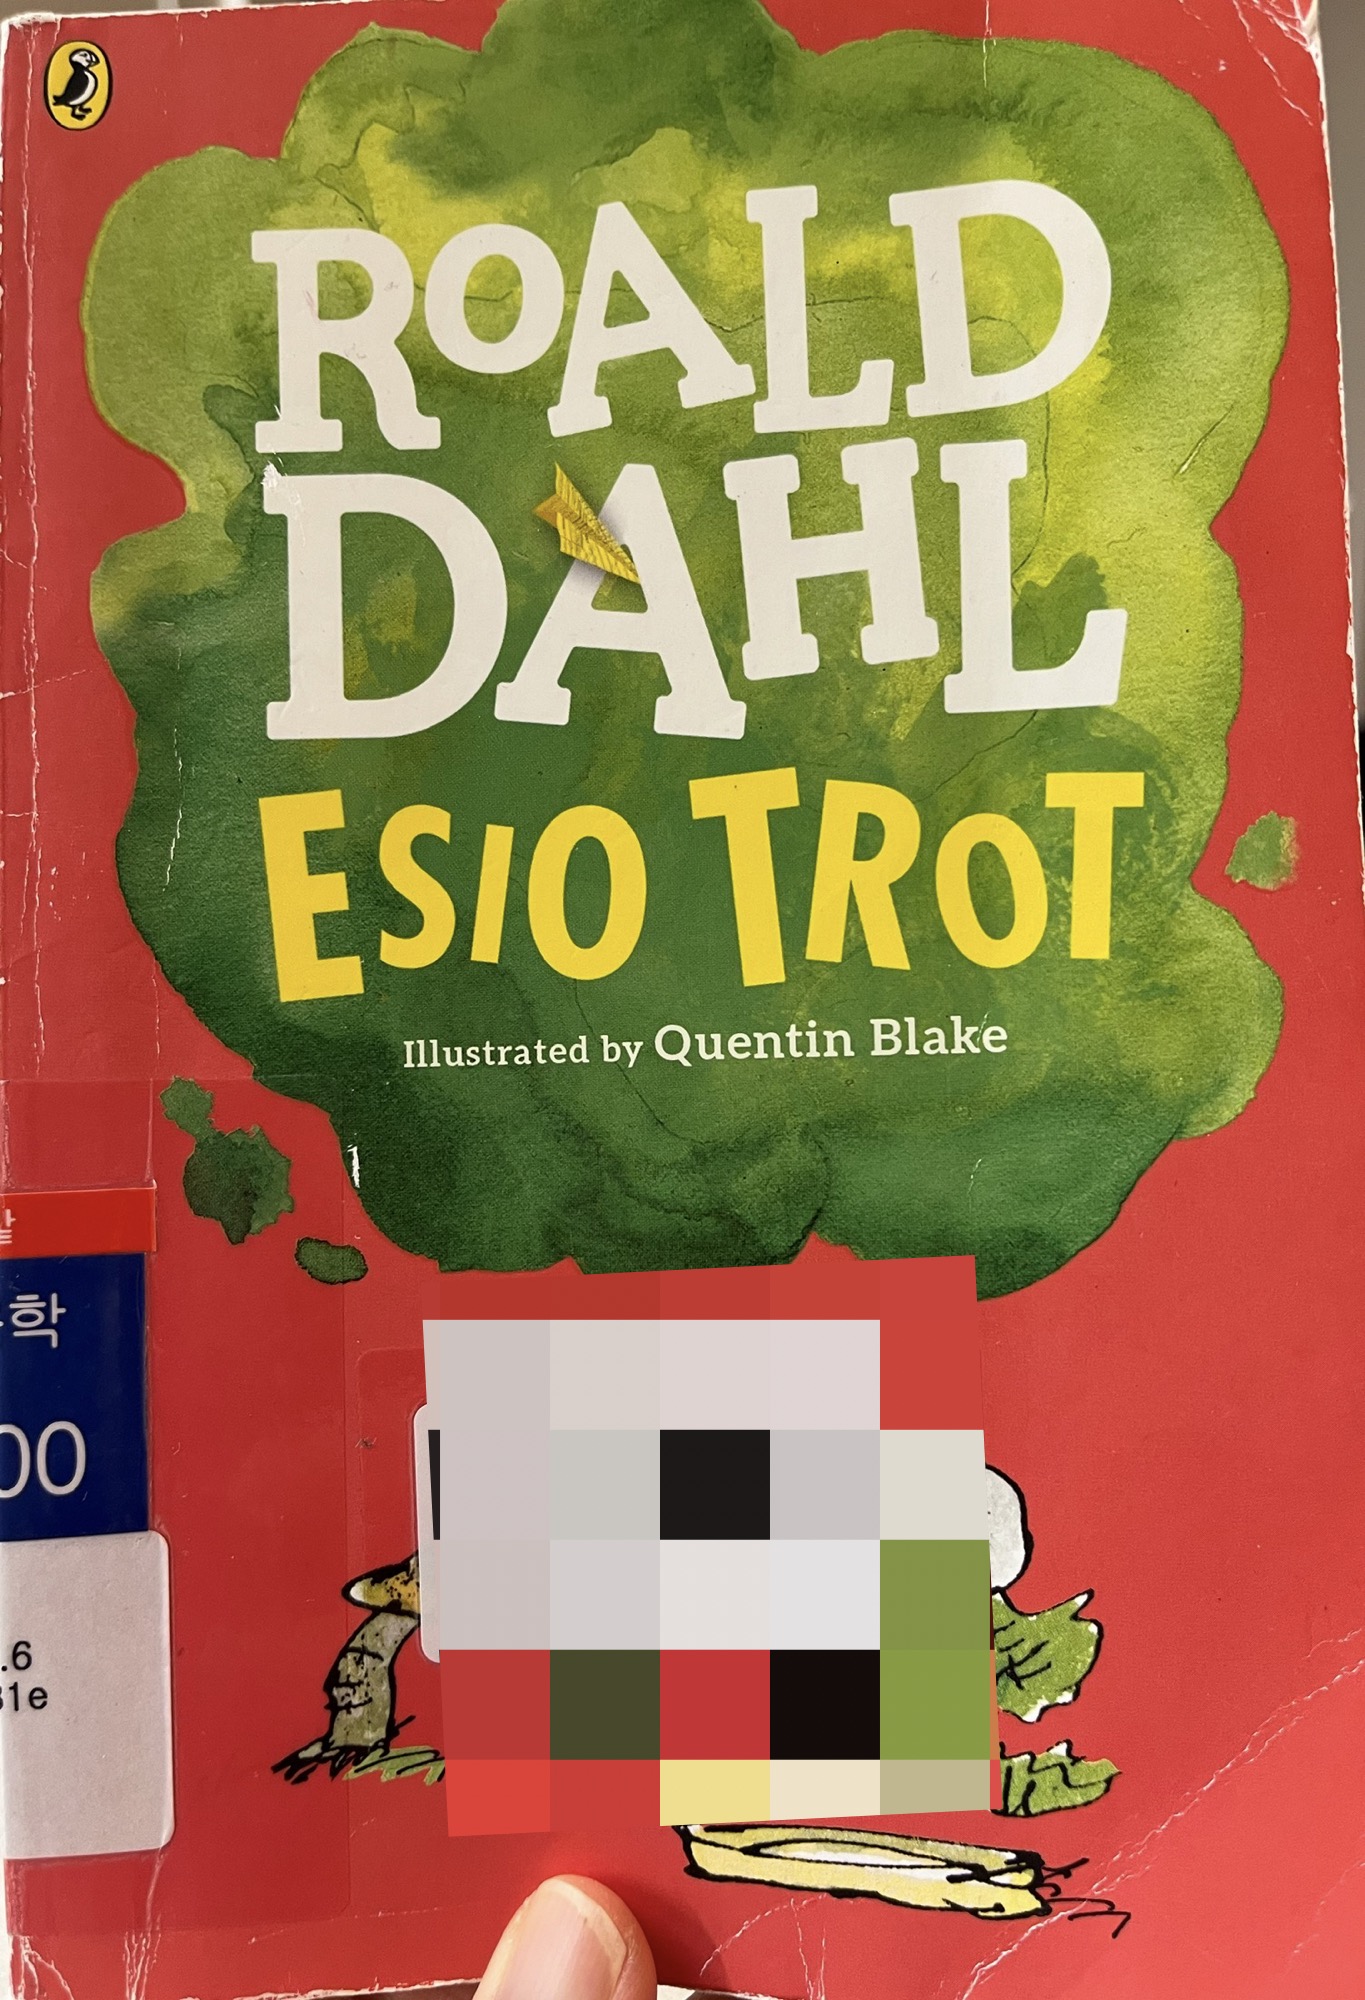 ROALD
DAHL
ESIO TROT
Illustrated by Quentin Blake
학
00
.6
1e